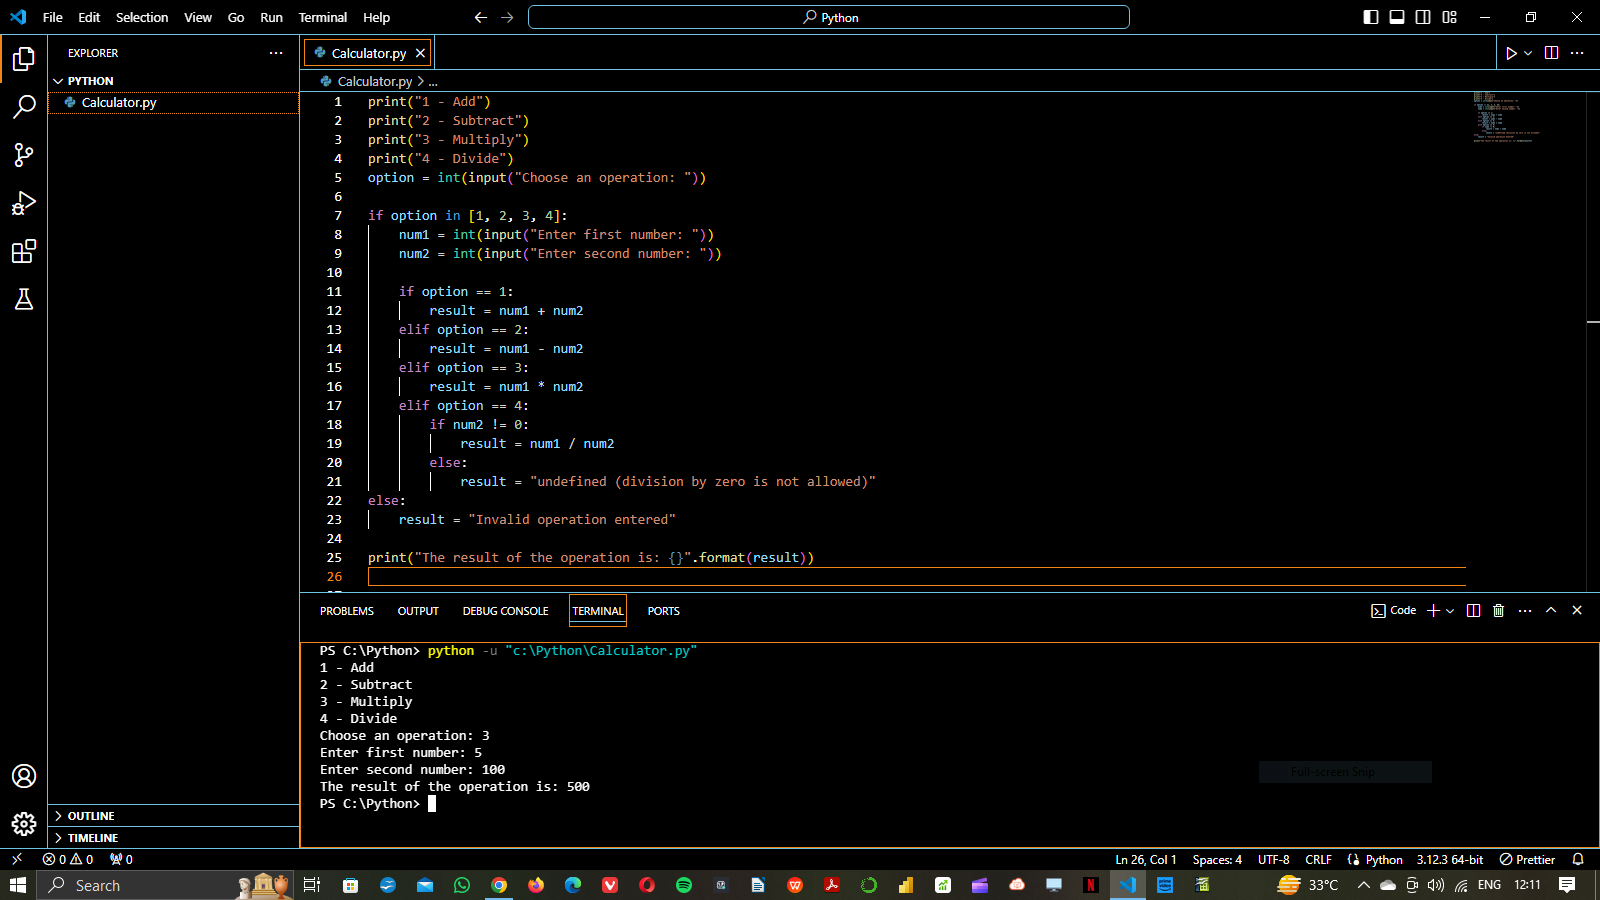 File Edit Selection View Go Run Terminal Help
Python
EXPLORER
PYTHON
Calculator.py
OUTLINE
TIMELINE
Calculator.py
Calculator.py > ...
1 print("1 - Add")
2 print("2 - Subtract")
3 print("3 - Multiply")
4 print("4 - Divide")
5 option = int(input("Choose an operation: "))
6
7 if option in [1, 2, 3, 4]:
8 num1 = int(input("Enter first number: "))
9 num2 = int(input("Enter second number: "))
10
11 if option == 1:
12 result = num1 + num2
13 elif option == 2:
14 result = num1 - num2
15 elif option == 3:
16 result = num1 * num2
17 elif option == 4:
18 if num2 != 0:
19 result = num1 / num2
20 else:
21 result = "undefined (division by zero is not allowed)"
22 else:
23 result = "Invalid operation entered"
24
25 print("The result of the operation is: {}".format(result))
26
PROBLEMS OUTPUT DEBUG CONSOLE TERMINAL PORTS
Code
PS C:\Python> python -u "c:\Python\Calculator.py"
1 - Add
2 - Subtract
3 - Multiply
4 - Divide
Choose an operation: 3
Enter first number: 5
Enter second number: 100
The result of the operation is: 500
PS C:\Python>
Full-screen Snip
0 0 0
Ln 26, Col 1 Spaces: 4 UTF-8 CRLF Python 3.12.3 64-bit Prettier
Search
33°C
ENG 12:11